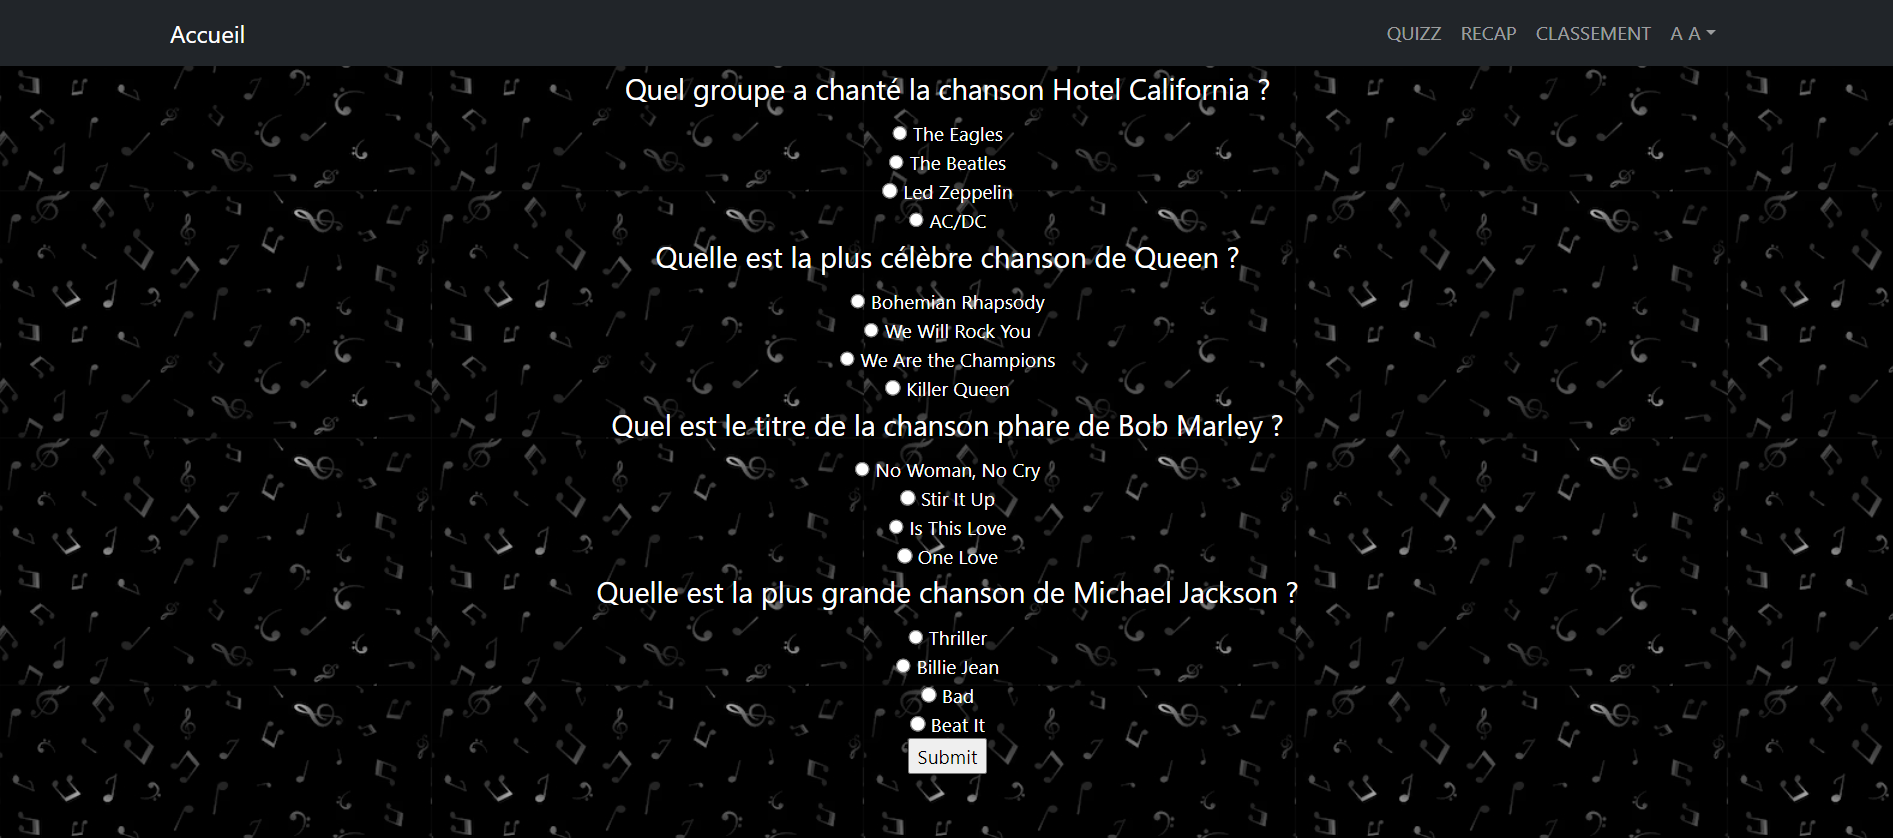 Accueil
QUIZZ RECAP CLASSEMENT A A
Quel groupe a chanté la chanson Hotel California ?
The Eagles
The Beatles
Led Zeppelin
AC/DC
Quelle est la plus célèbre chanson de Queen ?
Bohemian Rhapsody
We Will Rock You
We Are the Champions
Killer Queen
Quel est le titre de la chanson phare de Bob Marley ?
No Woman, No Cry
Stir It Up
Is This Love
One Love
Quelle est la plus grande chanson de Michael Jackson ?
Thriller
Billie Jean
Bad
Beat It
Submit